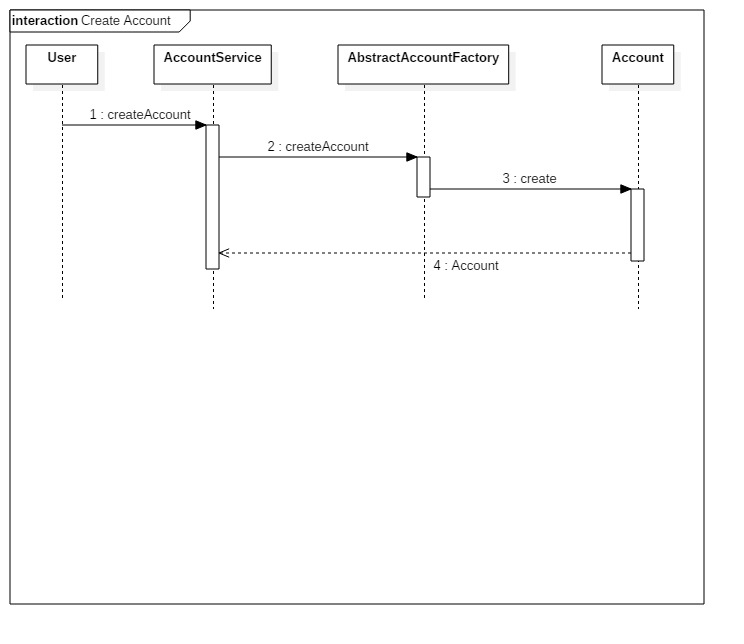 interaction Create Account
User
AccountService
AbstractAccountFactory
Account
1 : createAccount
2 : createAccount
3 : create
4 : Account